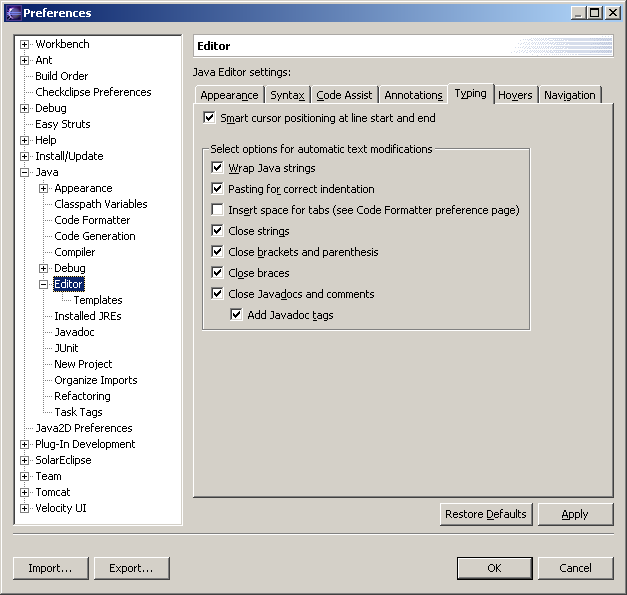 Preferences
Workbench
Ant
Build Order
Checkclipse Preferences
Debug
Easy Struts
Help
Install/Update
Java
Appearance
Classpath Variables
Code Formatter
Code Generation
Compiler
Debug
Editor
Templates
Installed JREs
Javadoc
JUnit
New Project
Organize Imports
Refactoring
Task Tags
Java2D Preferences
Plug-In Development
SolarEclipse
Team
Tomcat
Velocity UI
Editor
Java Editor settings:
Appearance Syntax Code Assist Annotations Typing Hovers Navigation
Smart cursor positioning at line start and end
Select options for automatic text modifications
Wrap Java strings
Pasting for correct indentation
Insert space for tabs (see Code Formatter preference page)
Close strings
Close brackets and parenthesis
Close braces
Close Javadocs and comments
Add Javadoc tags
Restore Defaults Apply
Import... Export... OK Cancel